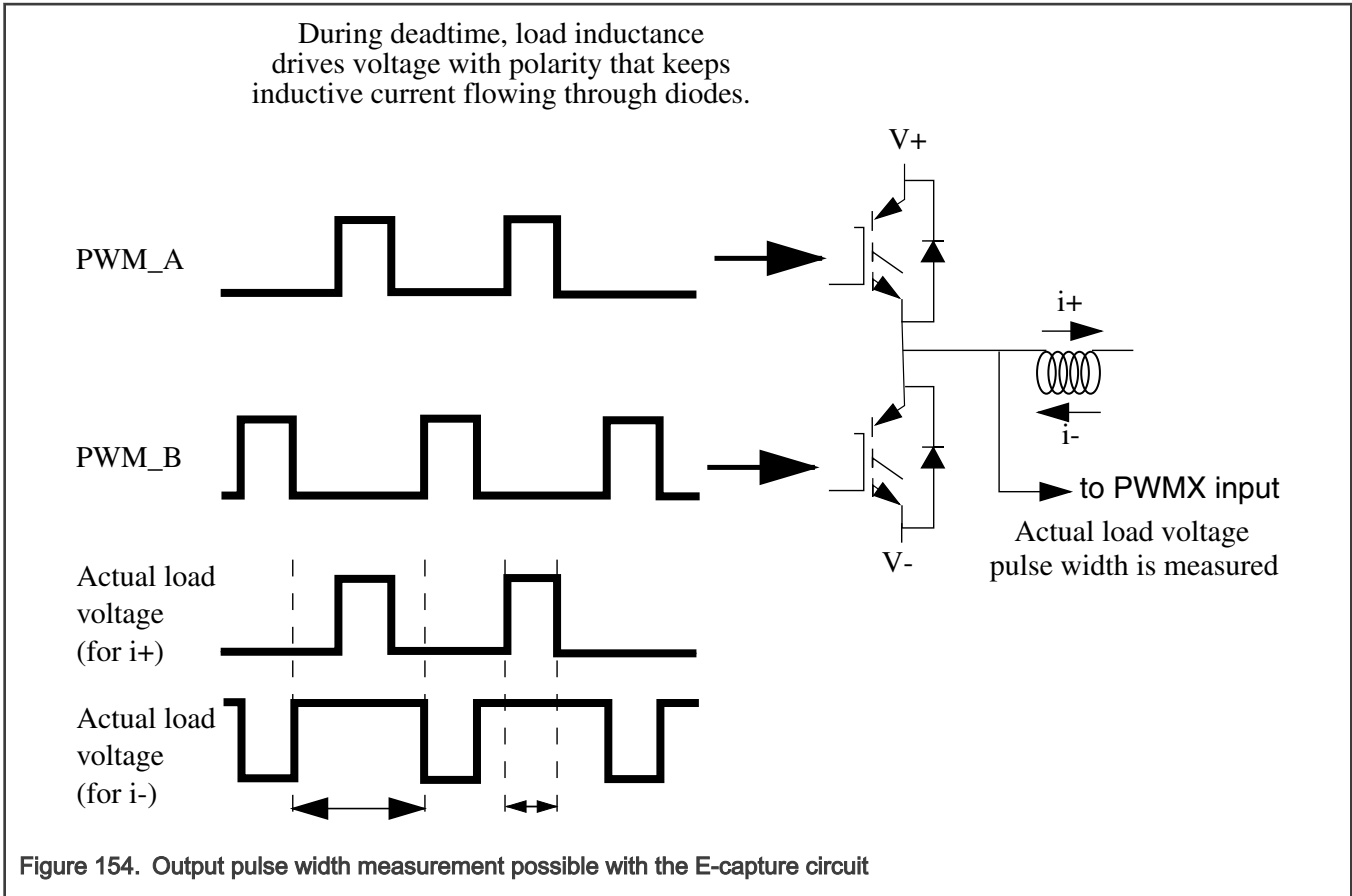 During deadtime, load inductance
drives voltage with polarity that keeps
inductive current flowing through diodes.
V+
PWM_A
i+
PWM_B
i-
to PWMX input
Actual load voltage
pulse width is measured
V-
Actual load
voltage
(for i+)
Actual load
voltage
(for i-)
Figure 154. Output pulse width measurement possible with the E-capture circuit